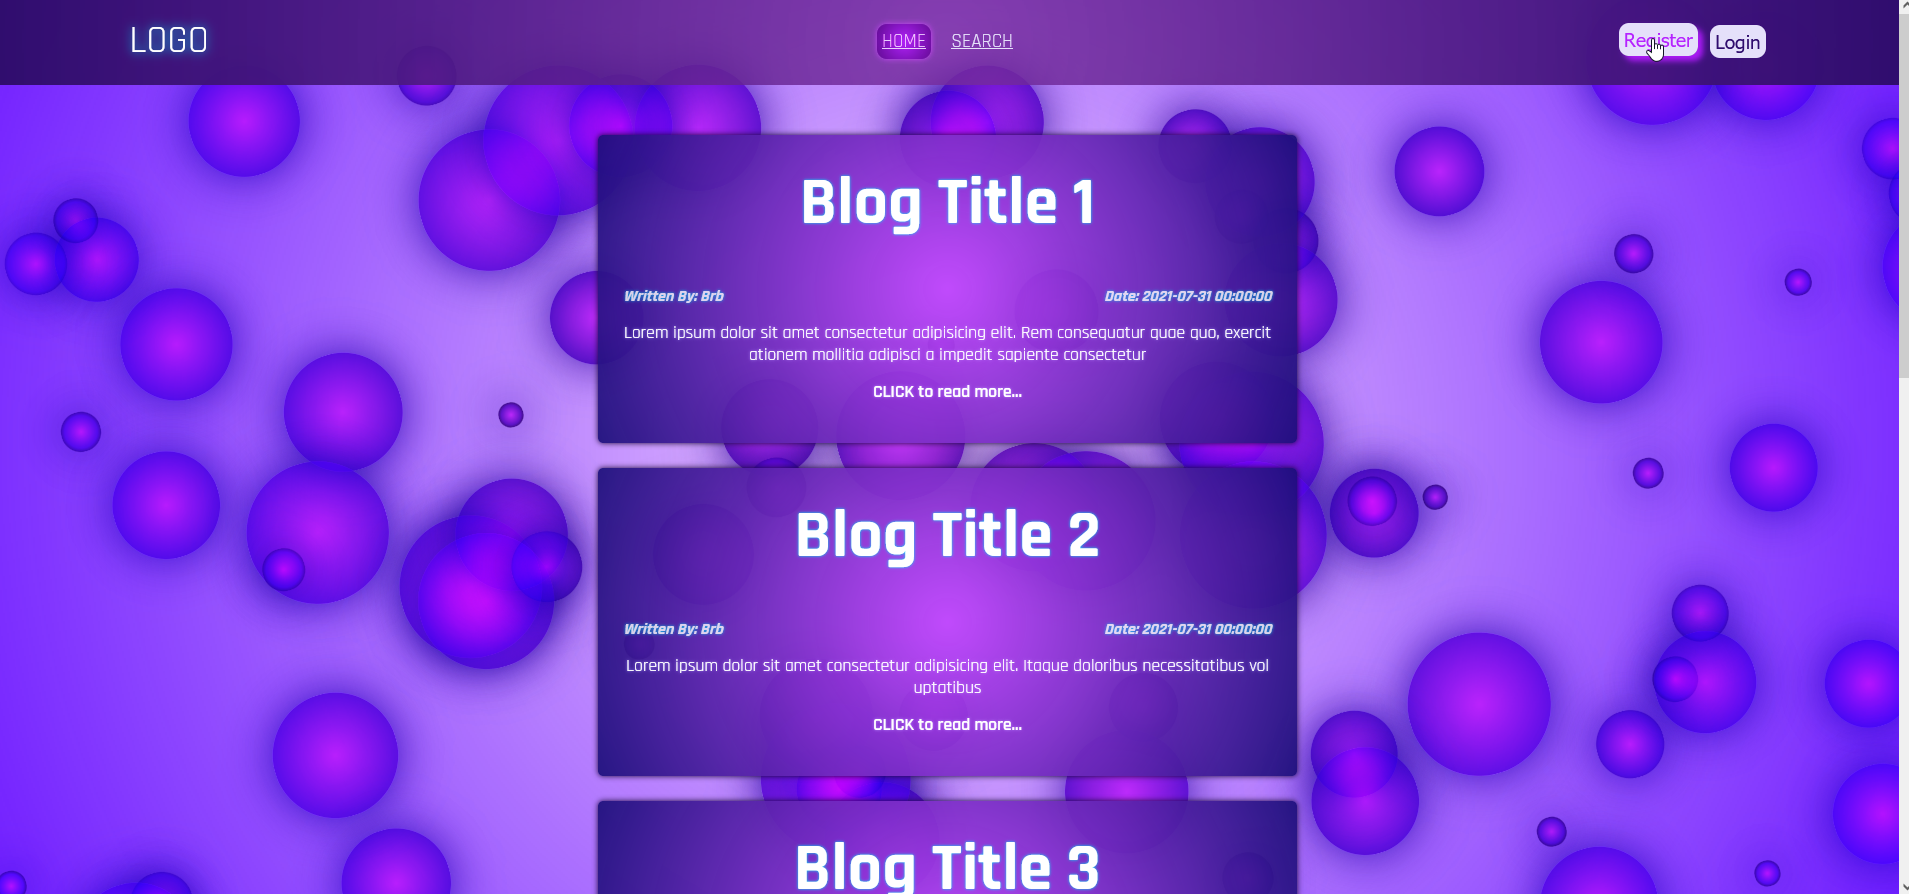 LOGO
HOME SEARCH
Register Login
Blog Title 1
Written By: Brb Date: 2021-07-31 00:00:00
Lorem ipsum dolor sit amet consectetur adipisicing elit. Rem consequatur quae quo, exercit
ationem mollitia adipisci a impedit sapiente consectetur
CLICK to read more...
Blog Title 2
Written By: Brb Date: 2021-07-31 00:00:00
Lorem ipsum dolor sit amet consectetur adipisicing elit. Itaque doloribus necessitatibus vol
uptatibus
CLICK to read more...
Blog Title 3